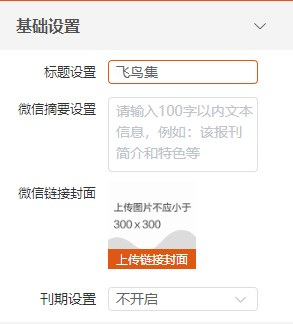 基础设置
标题设置
飞鸟集
微信摘要设置
请输入100字以内文本
信息，例如：该报刊
简介和特色等
微信链接封面
上传图片不应小于
300 x 300
上传链接封面
刊期设置
不开启